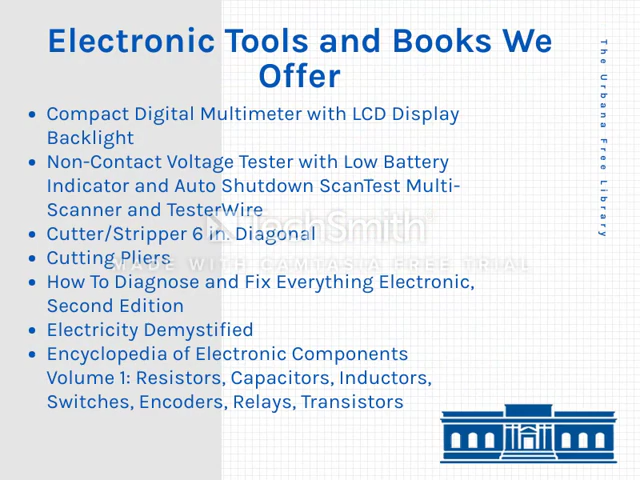 Electronic Tools and Books We
Offer
• Compact Digital Multimeter with LCD Display
Backlight
• Non-Contact Voltage Tester with Low Battery
Indicator and Auto Shutdown ScanTest Multi-
Scanner and TesterWire
• Cutter/Stripper 6 in. Diagonal
• Cutting Pliers
• How To Diagnose and Fix Everything Electronic,
Second Edition
• Electricity Demystified
• Encyclopedia of Electronic Components
Volume 1: Resistors, Capacitors, Inductors,
Switches, Encoders, Relays, Transistors
The Urbana Free Library
TechSmith
MADE WITH CAMTASIA FREE TRIAL